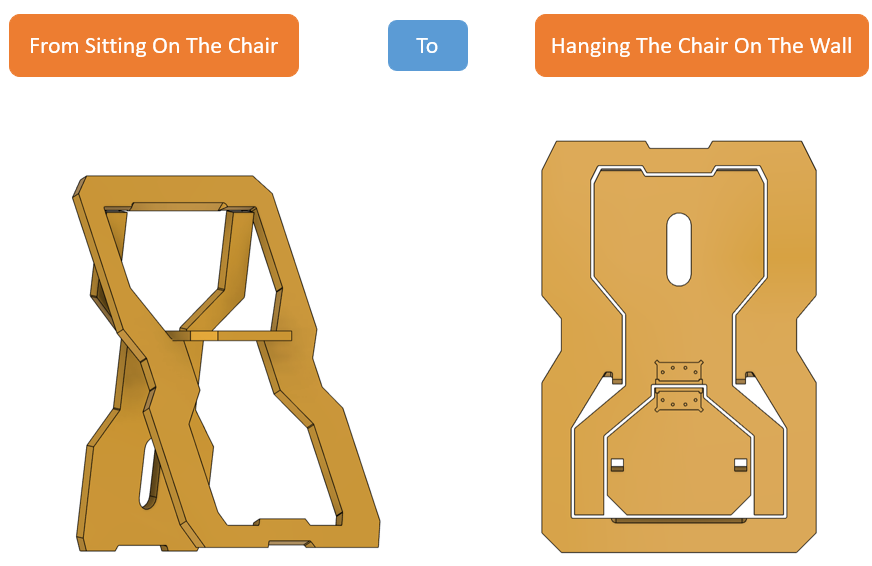 From Sitting On The Chair
To
Hanging The Chair On The Wall